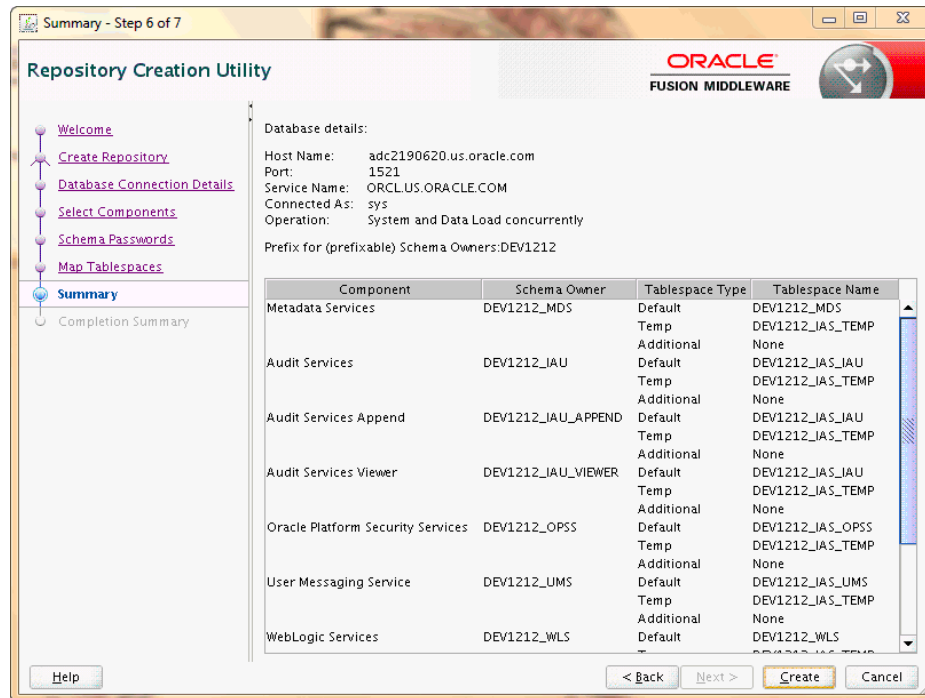 Summary - Step 6 of 7
Repository Creation Utility
ORACLE
FUSION MIDDLEWARE
Welcome
Create Repository
Database Connection Details
Select Components
Schema Passwords
Map Tablespaces
Summary
Completion Summary
Database details:
Host Name: adc2190620.us.oracle.com
Port: 1521
Service Name: ORCL.US.ORACLE.COM
Connected As: sys
Operation: System and Data Load concurrently
Prefix for (prefixable) Schema Owners:DEV1212
Component Schema Owner Tablespace Type Tablespace Name
Metadata Services DEV1212_MDS Default DEV1212_MDS
Temp DEV1212_IAS_TEMP
Additional None
Audit Services DEV1212_IAU Default DEV1212_IAS_IAU
Temp DEV1212_IAS_TEMP
Additional None
Audit Services Append DEV1212_IAU_APPEND Default DEV1212_IAS_IAU
Temp DEV1212_IAS_TEMP
Additional None
Audit Services Viewer DEV1212_IAU_VIEWER Default DEV1212_IAS_IAU
Temp DEV1212_IAS_TEMP
Additional None
Oracle Platform Security Services DEV1212_OPSS Default DEV1212_IAS_OPSS
Temp DEV1212_IAS_TEMP
Additional None
User Messaging Service DEV1212_UMS Default DEV1212_IAS_UMS
Temp DEV1212_IAS_TEMP
Additional None
WebLogic Services DEV1212_WLS Default DEV1212_WLS
Help < Back Next > Create Cancel